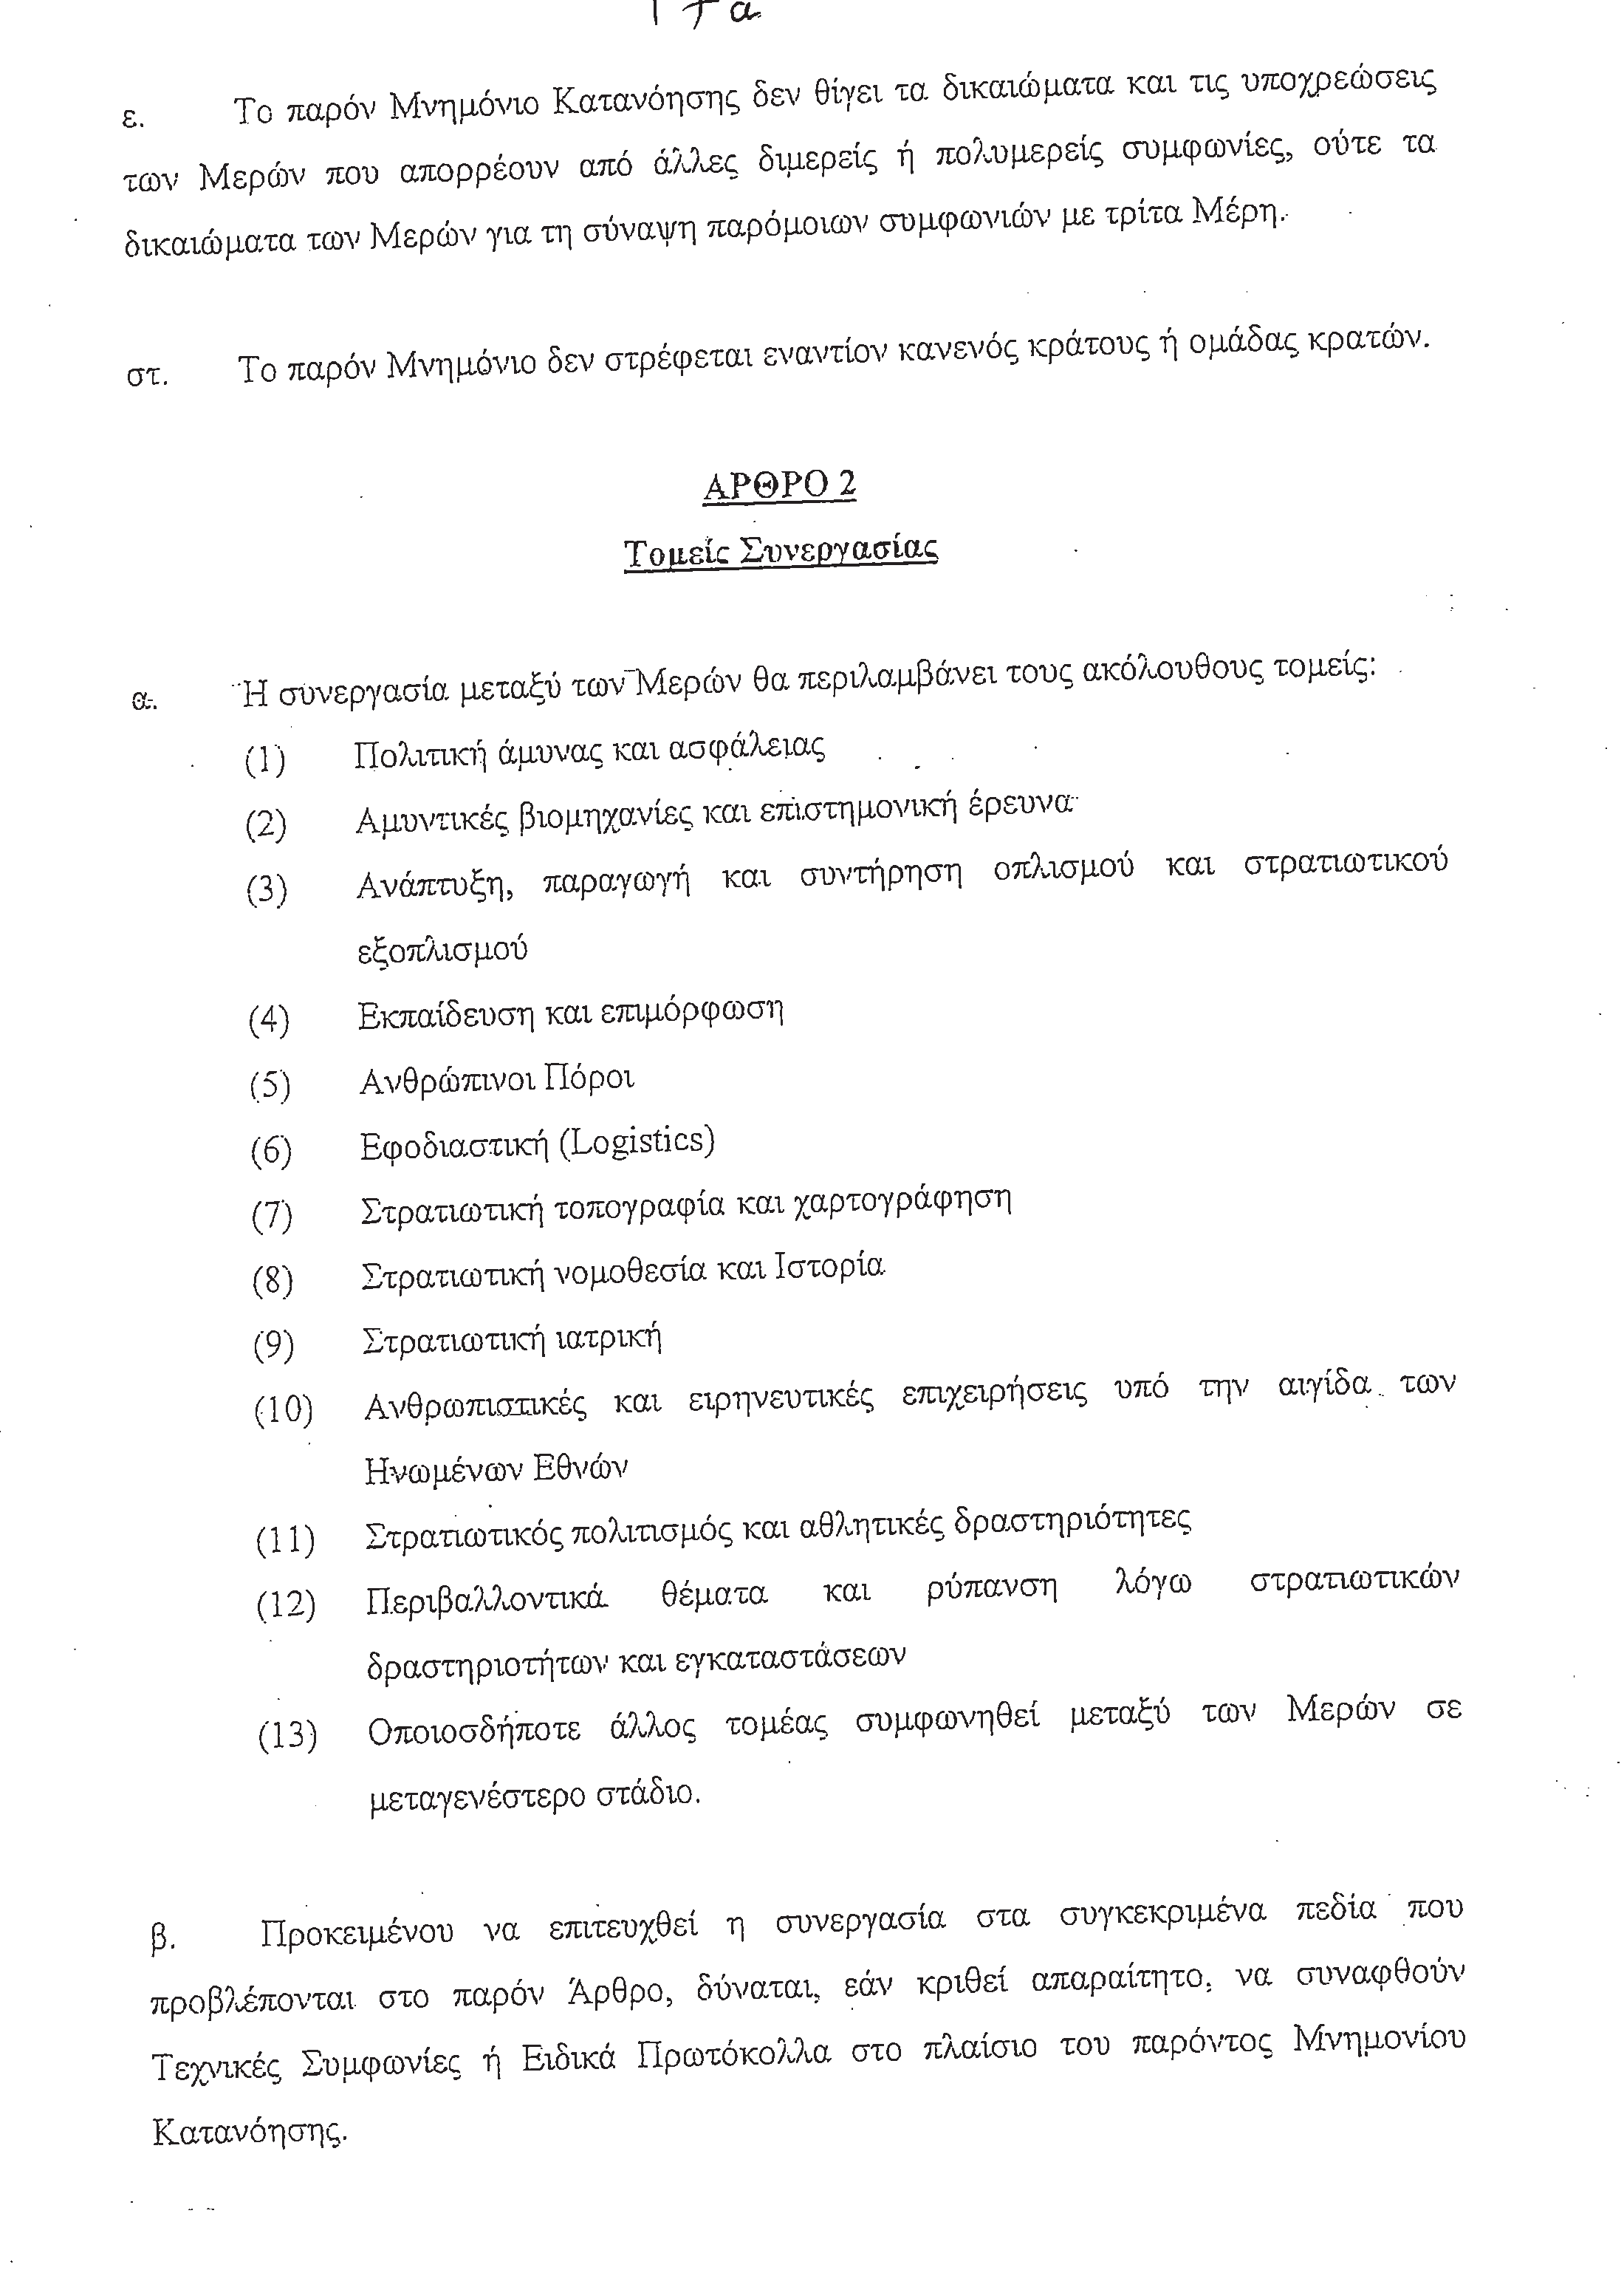 ε. Το παρόν Μνημόνιο Κατανόησης δεν θίγει τα δικαιώματα και τις υποχρεώσεις
των Μερών που απορρέουν από άλλες διμερείς ή πολυμερείς συμφωνίες, ούτε τα
δικαιώματα των Μερών για τη σύναψη παρόμοιων συμφωνιών με τρίτα Μέρη.
στ. Το παρόν Μνημόνιο δεν στρέφεται εναντίον κανενός κράτους ή ομάδας κρατών.
ΑΡΘΡΟ 2
Τομείς Συνεργασίας
α. Η συνεργασία μεταξύ των Μερών θα περιλαμβάνει τους ακόλουθους τομείς:
(1) Πολιτική άμυνας και ασφάλειας
(2) Αμυντικές βιομηχανίες και επιστημονική έρευνα
(3) Ανάπτυξη, παραγωγή και συντήρηση οπλισμού και στρατιωτικού
εξοπλισμού
(4) Εκπαίδευση και επιμόρφωση
(5) Ανθρώπινοι Πόροι
(6) Εφοδιαστική (Logistics)
(7) Στρατιωτική τοπογραφία και χαρτογράφηση
(8) Στρατιωτική νομοθεσία και Ιστορία
(9) Στρατιωτική ιατρική
(10) Ανθρωπιστικές και ειρηνευτικές επιχειρήσεις υπό την αιγίδα των
Ηνωμένων Εθνών
(11) Στρατιωτικός πολιτισμός και αθλητικές δραστηριότητες
(12) Περιβαλλοντικά θέματα και ρύπανση λόγω στρατιωτικών
δραστηριοτήτων και εγκαταστάσεων
(13) Οποιοσδήποτε άλλος τομέας συμφωνηθεί μεταξύ των Μερών σε
μεταγενέστερο στάδιο.
β. Προκειμένου να επιτευχθεί η συνεργασία στα συγκεκριμένα πεδία που
προβλέπονται στο παρόν Άρθρο, δύναται, εάν κριθεί απαραίτητο, να συναφθούν
Τεχνικές Συμφωνίες ή Ειδικά Πρωτόκολλα στο πλαίσιο του παρόντος Μνημονίου
Κατανόησης.